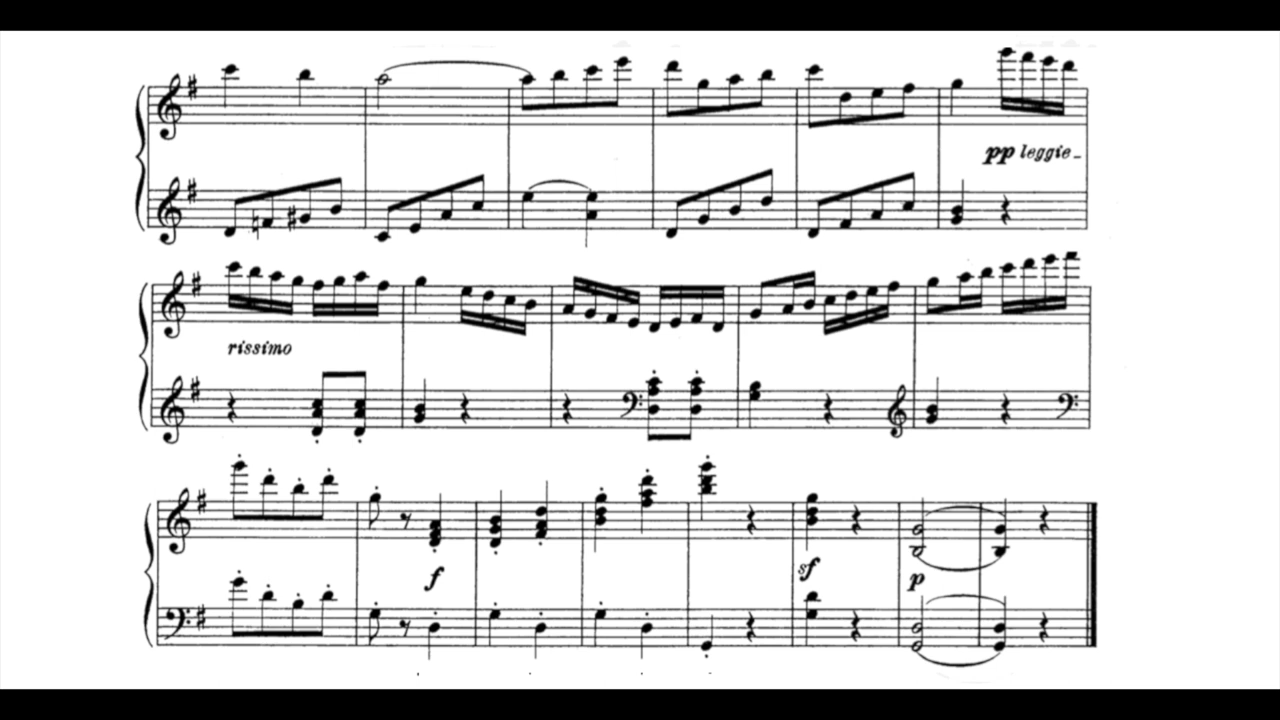 pp leggie-
rissimo
f
sf
p